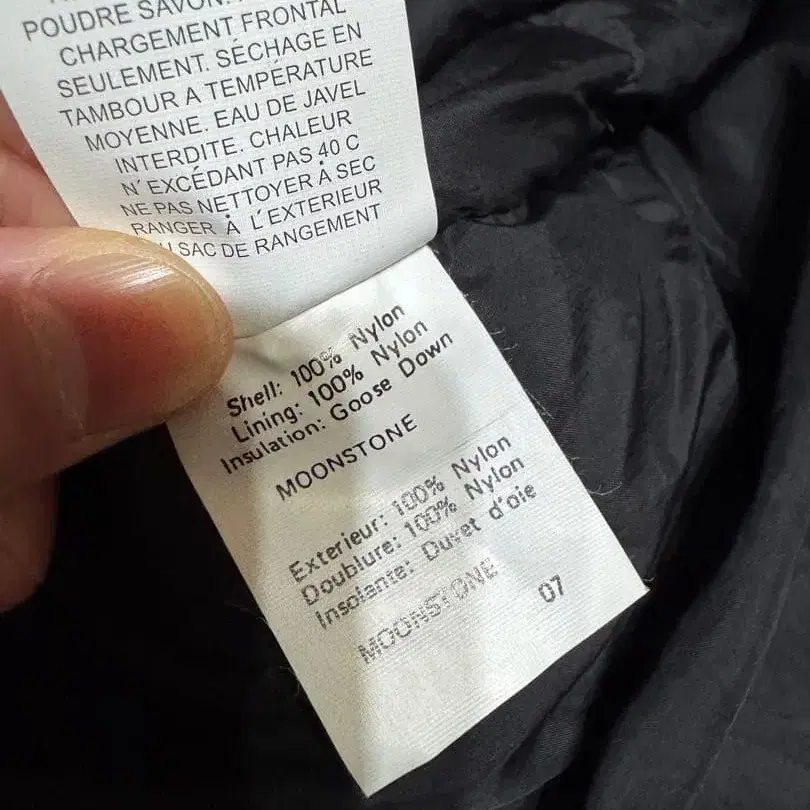 POUDRE SAVON.
CHARGEMENT FRONTAL
SEULEMENT. SÉCHAGE EN
TAMBOUR A TEMPÉRATURE
MOYENNE. EAU DE JAVEL
INTERDITE. CHALEUR
N'EXCÉDANT PAS 40 C
NE PAS NETTOYER À SEC
RANGER À L'EXTERIEUR
SAC DE RANGEMENT
Shell: 100% Nylon
Lining: 100% Nylon
Insulation: Goose Down
MOONSTONE
Exterieur: 100% Nylon
Doublure: 100% Nylon
Insolante: Duvet d'oie
MOONSTONE
07